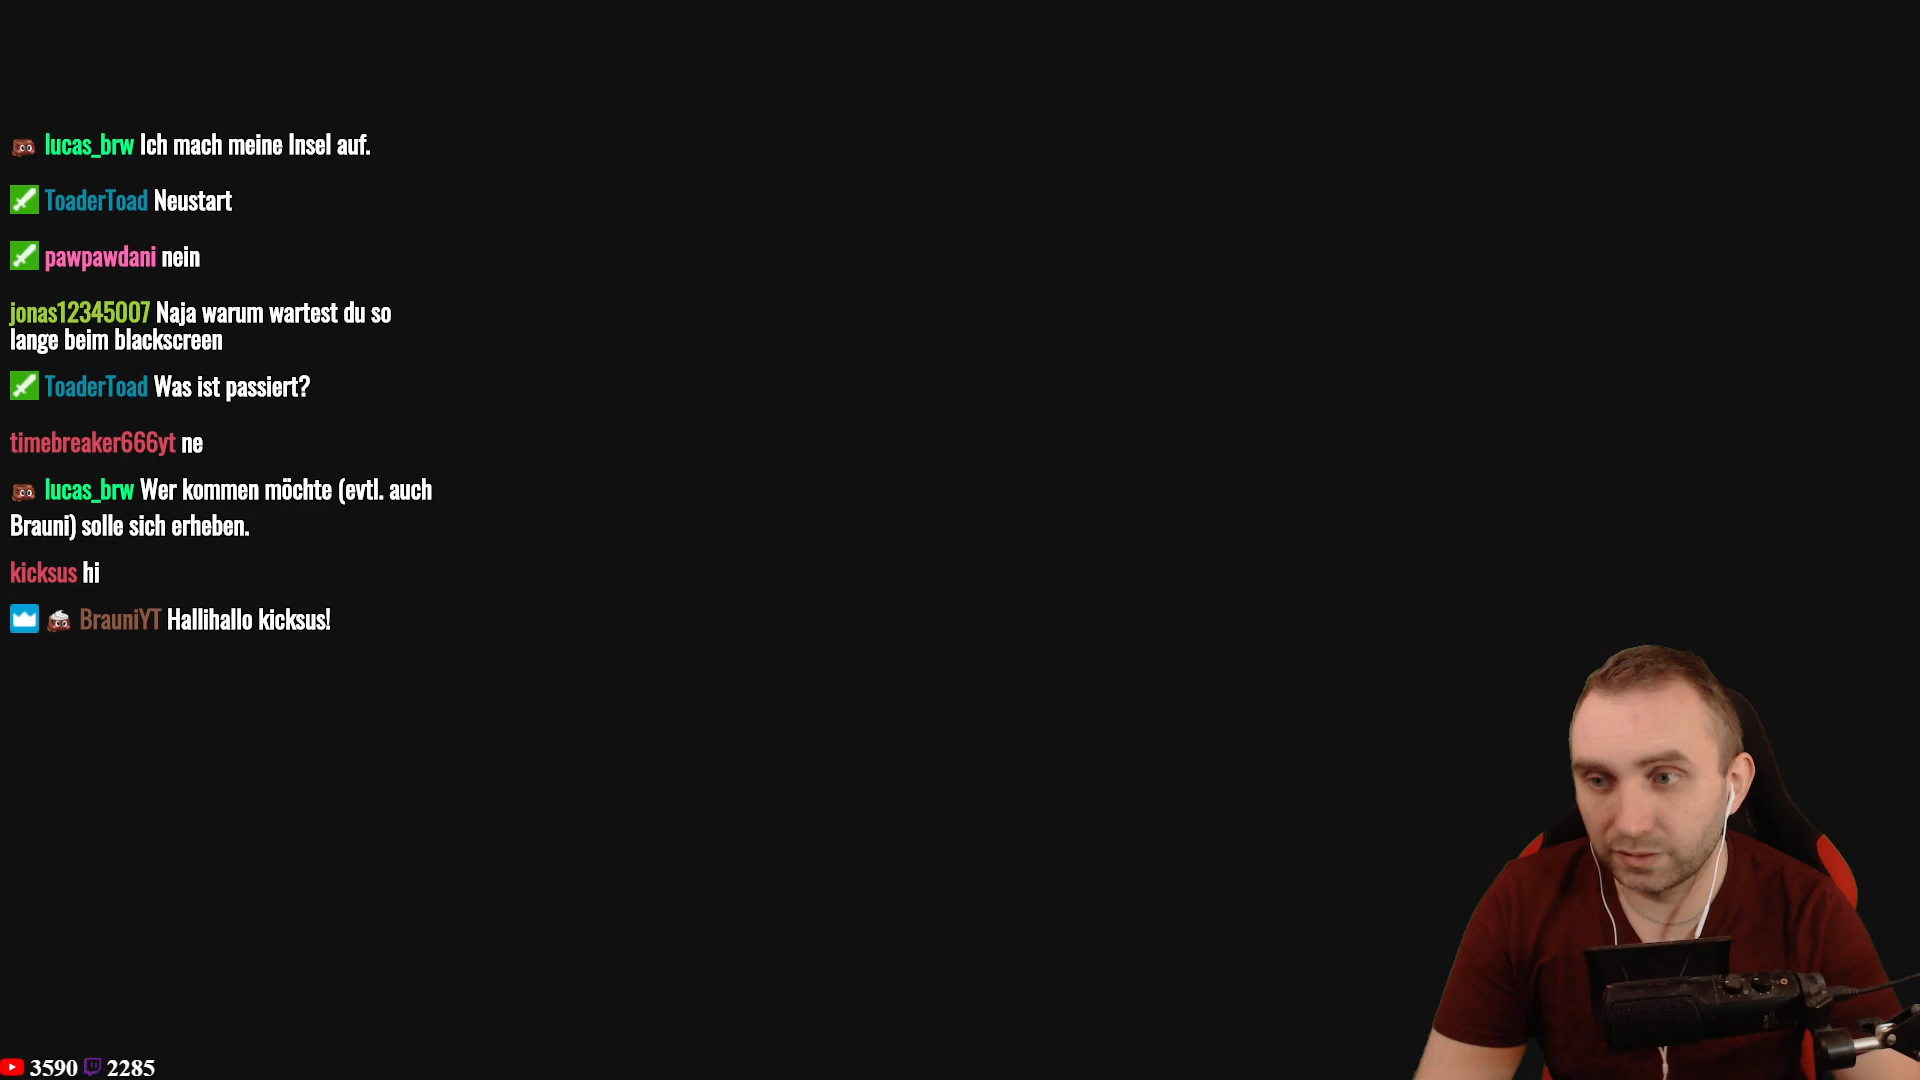 lucas_brw Ich mach meine Insel auf.
ToaderToad Neustart
pawpawdani nein
jonas12345007 Naja warum wartest du so
lange beim blackscreen
ToaderToad Was ist passiert?
timebreaker666yt ne
lucas_brw Wer kommen möchte (evtl. auch
Brauni) solle sich erheben.
kicksus hi
BrauniYT Hallihallo kicksus!
3590 2285